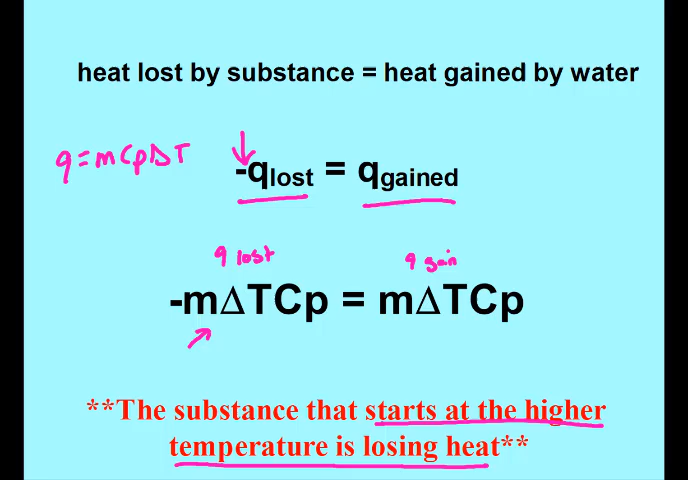 heat lost by substance = heat gained by water
q=mCpΔT
-qlost = qgained
q lost q gain
-mΔTCp = mΔTCp
**The substance that starts at the higher
temperature is losing heat**